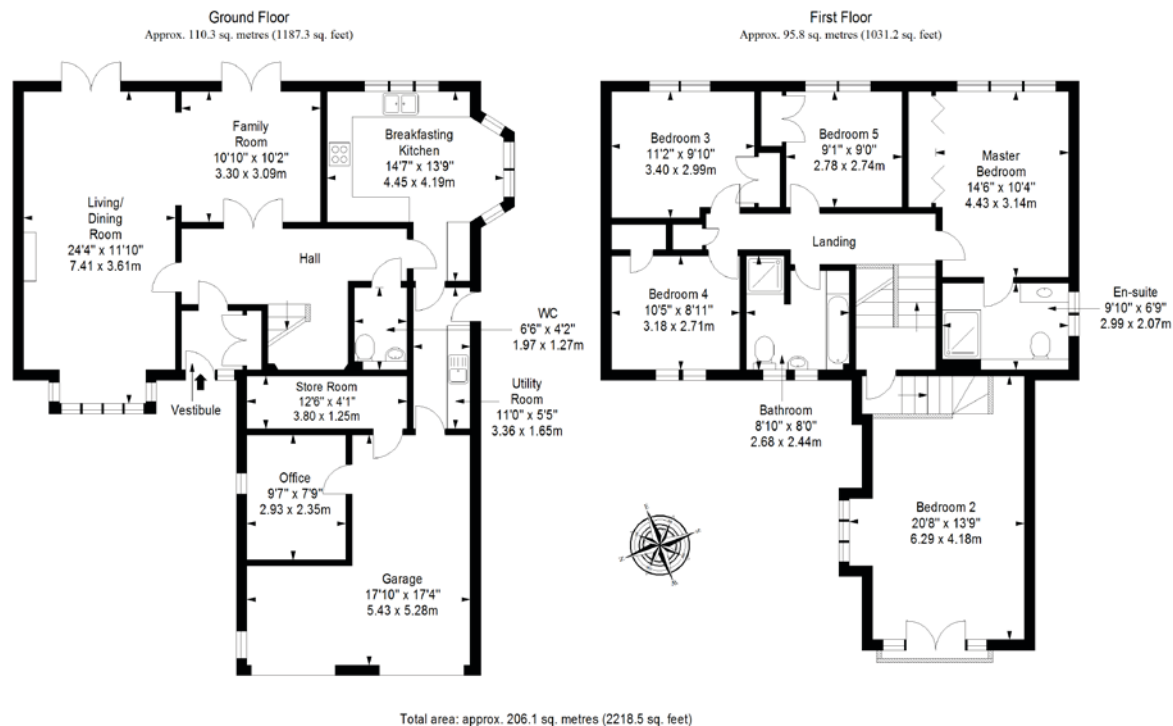 Ground Floor
Approx. 110.3 sq. metres (1187.3 sq. feet)
Family
Room
10'10" x 10'2"
3.30 x 3.09m
Breakfasting
Kitchen
14'7" x 13'9"
4.45 x 4.19m
Living/
Dining
Room
24'4" x 11'10"
7.41 x 3.61m
Hall
WC
6'6" x 4'2"
1.97 x 1.27m
Vestibule
Store Room
12'6" x 4'1"
3.80 x 1.25m
Utility
Room
11'0" x 5'5"
3.36 x 1.65m
Office
9'7" x 7'9"
2.93 x 2.35m
Garage
17'10" x 17'4"
5.43 x 5.28m
First Floor
Approx. 95.8 sq. metres (1031.2 sq. feet)
Bedroom 3
11'2" x 9'10"
3.40 x 2.99m
Bedroom 5
9'1" x 9'0"
2.78 x 2.74m
Master
Bedroom
14'6" x 10'4"
4.43 x 3.14m
Landing
Bedroom 4
10'5" x 8'11"
3.18 x 2.71m
En-suite
9'10" x 6'9"
2.99 x 2.07m
Bathroom
8'10" x 8'0"
2.68 x 2.44m
Bedroom 2
20'8" x 13'9"
6.29 x 4.18m
Total area: approx. 206.1 sq. metres (2218.5 sq. feet)